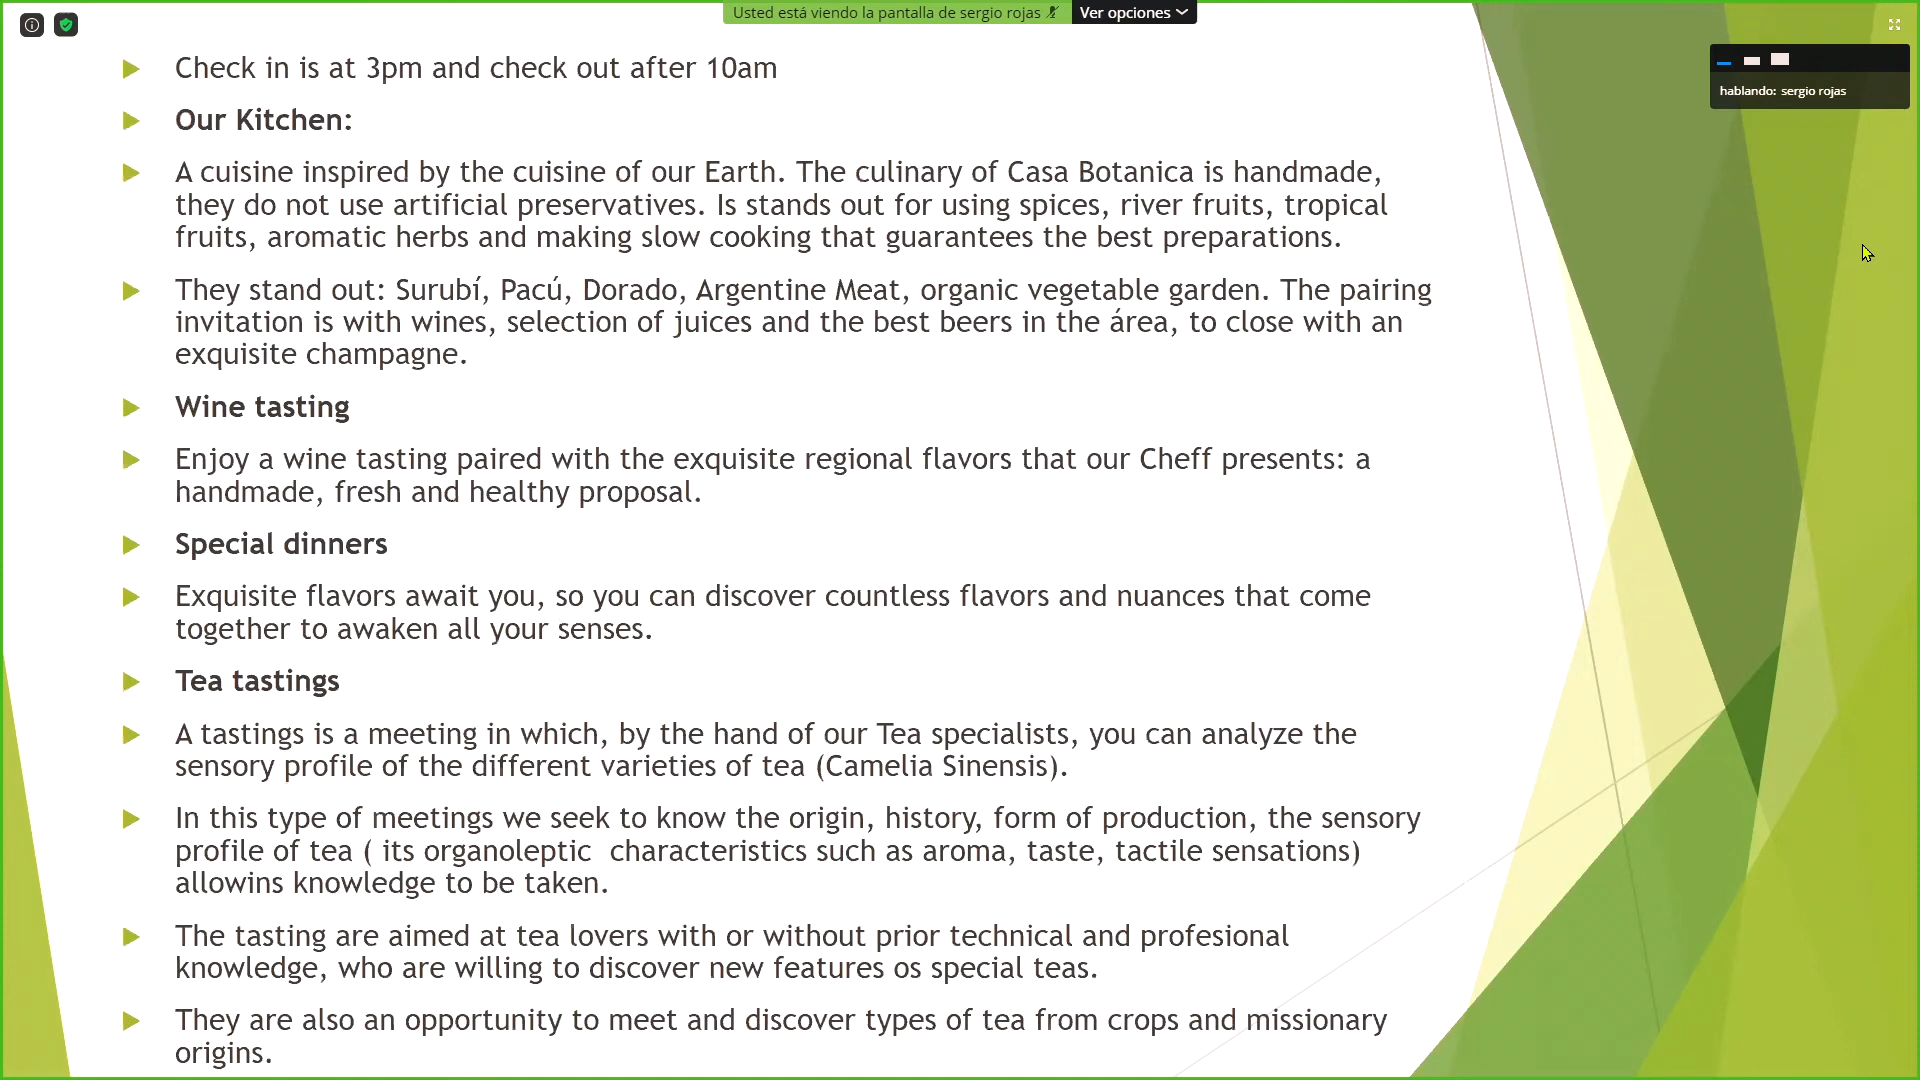 Usted está viendo la pantalla de sergio rojas
Ver opciones
hablando: sergio rojas
Check in is at 3pm and check out after 10am
Our Kitchen:
A cuisine inspired by the cuisine of our Earth. The culinary of Casa Botanica is handmade,
they do not use artificial preservatives. Is stands out for using spices, river fruits, tropical
fruits, aromatic herbs and making slow cooking that guarantees the best preparations.
They stand out: Surubí, Pacú, Dorado, Argentine Meat, organic vegetable garden. The pairing
invitation is with wines, selection of juices and the best beers in the área, to close with an
exquisite champagne.
Wine tasting
Enjoy a wine tasting paired with the exquisite regional flavors that our Cheff presents: a
handmade, fresh and healthy proposal.
Special dinners
Exquisite flavors await you, so you can discover countless flavors and nuances that come
together to awaken all your senses.
Tea tastings
A tastings is a meeting in which, by the hand of our Tea specialists, you can analyze the
sensory profile of the different varieties of tea (Camelia Sinensis).
In this type of meetings we seek to know the origin, history, form of production, the sensory
profile of tea ( its organoleptic  characteristics such as aroma, taste, tactile sensations)
allowins knowledge to be taken.
The tasting are aimed at tea lovers with or without prior technical and profesional
knowledge, who are willing to discover new features os special teas.
They are also an opportunity to meet and discover types of tea from crops and missionary
origins.